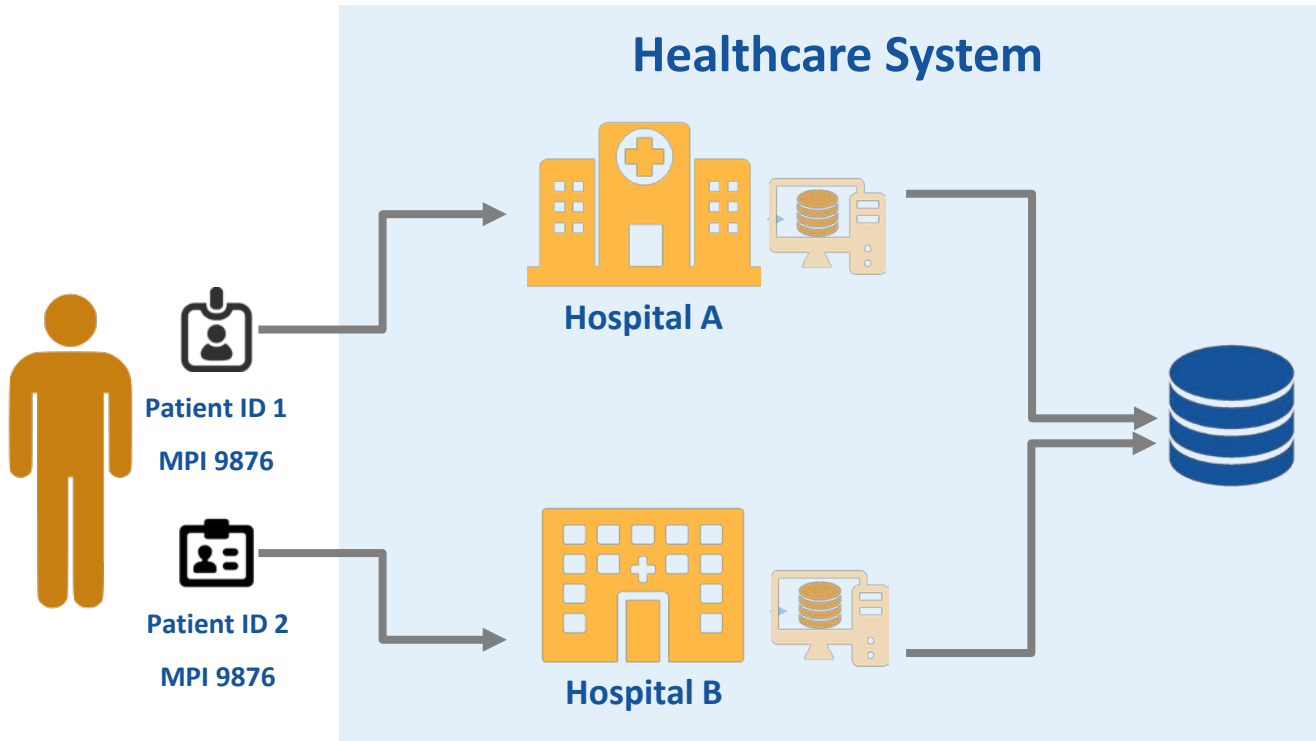 Healthcare System
Hospital A
Patient ID 1
MPI 9876
Patient ID 2
MPI 9876
Hospital B